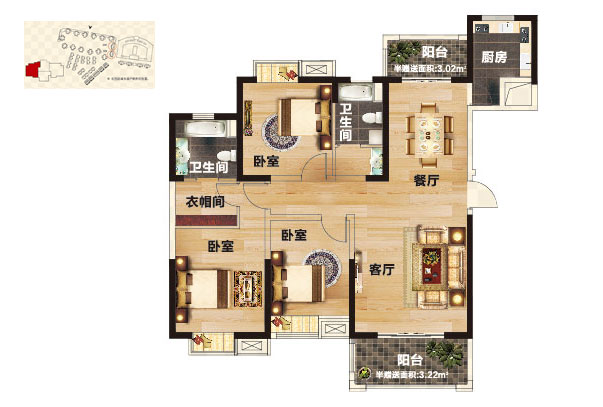 阳台
半赠送面积:3.02m²
厨房
卫生间
卧室
卫生间
餐厅
衣帽间
卧室
卧室
客厅
阳台
半赠送面积:3.22m²